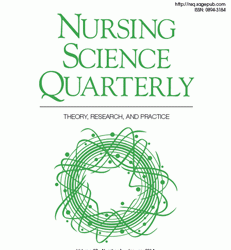 http://nsq.sagepub.com
ISSN: 0894-3184
NURSING
SCIENCE
QUARTERLY
THEORY, RESEARCH, AND PRACTICE